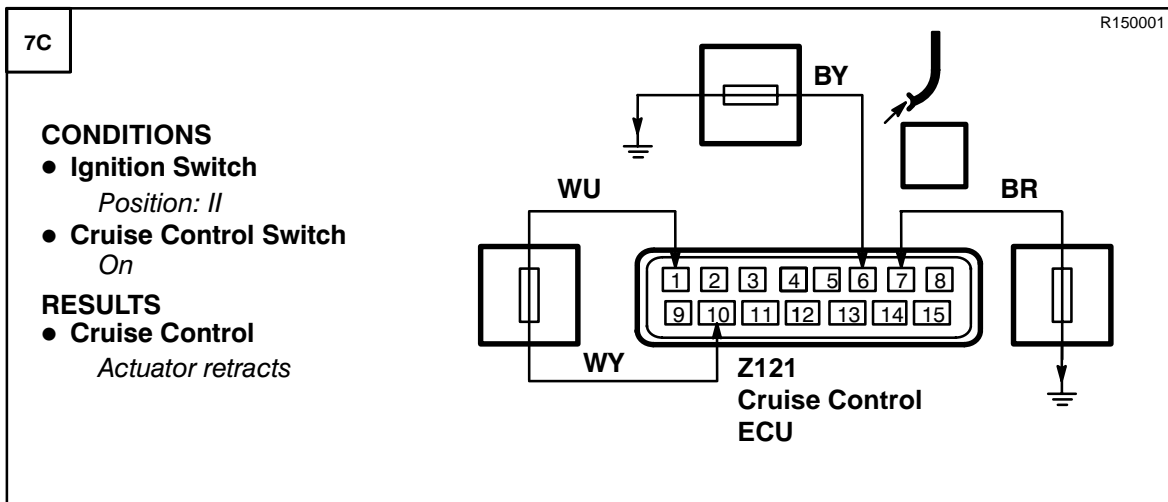 7C
R150001
CONDITIONS
● Ignition Switch
Position: II
● Cruise Control Switch
On
RESULTS
● Cruise Control
Actuator retracts
BY
WU
BR
1 2 3 4 5 6 7 8
9 10 11 12 13 14 15
WY
Z121
Cruise Control
ECU